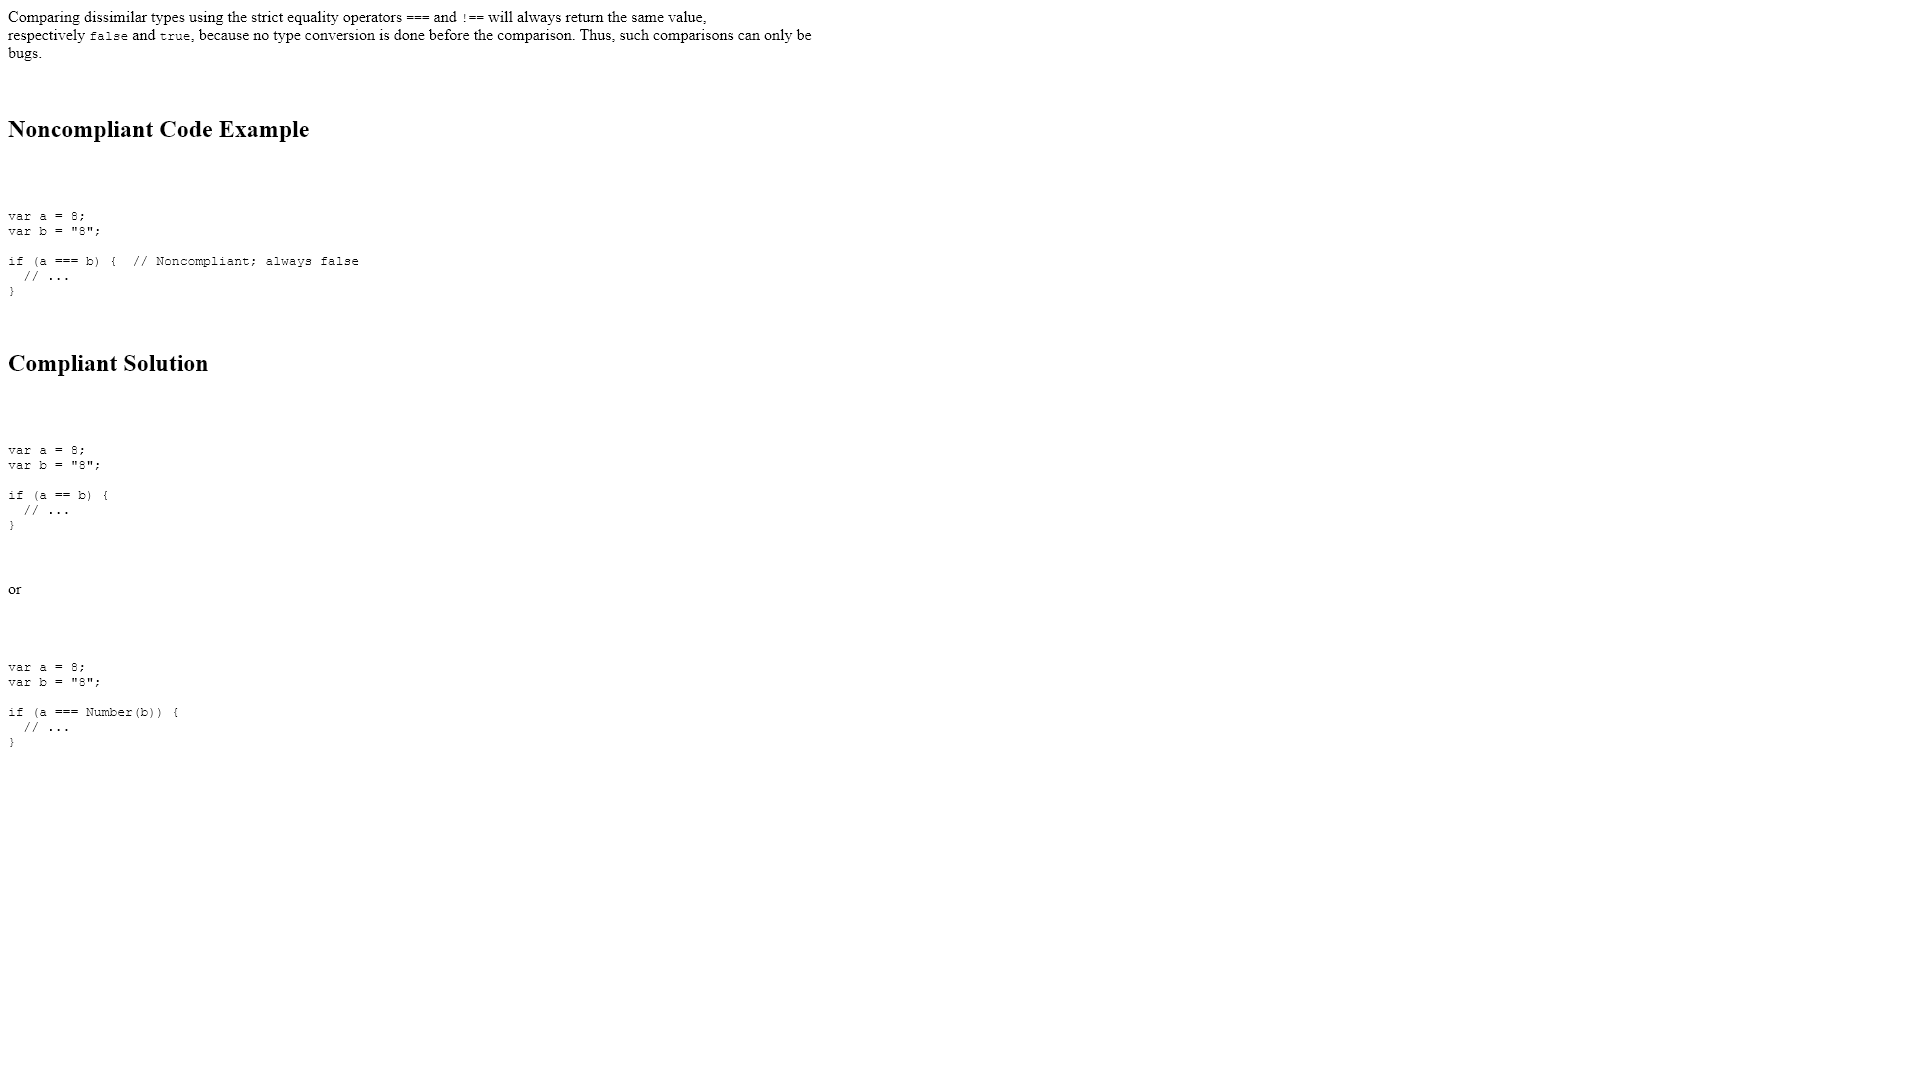 Comparing dissimilar types using the strict equality operators === and !== will always return the same value,
respectively false and true, because no type conversion is done before the comparison. Thus, such comparisons can only be
bugs.
Noncompliant Code Example
var a = 8;
var b = "8";
if (a === b) {  // Noncompliant; always false
  // ...
}
Compliant Solution
var a = 8;
var b = "8";
if (a == b) {
  // ...
}
or
var a = 8;
var b = "8";
if (a === Number(b)) {
  // ...
}